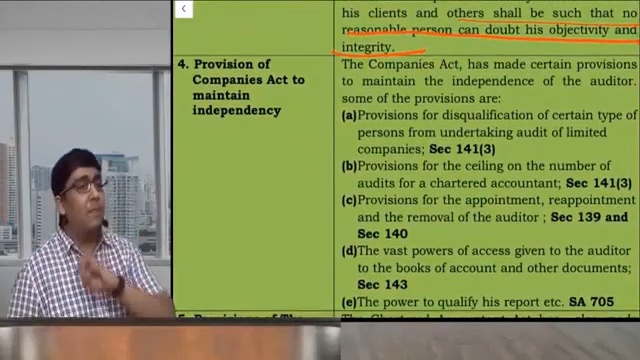 his clients and others shall be such that no
reasonable person can doubt his objectivity and
integrity.
4. Provision of
Companies Act to
maintain
independency
The Companies Act, has made certain provisions
to maintain the independence of the auditor.
some of the provisions are:
(a)Provisions for disqualification of certain type of
persons from undertaking audit of limited
companies; Sec 141(3)
(b)Provisions for the ceiling on the number of
audits for a chartered accountant; Sec 141(3)
(c)Provisions for the appointment, reappointment
and the removal of the auditor ; Sec 139 and
Sec 140
(d)The vast powers of access given to the auditor
to the books of account and other documents;
Sec 143
(e)The power to qualify his report etc. SA 705